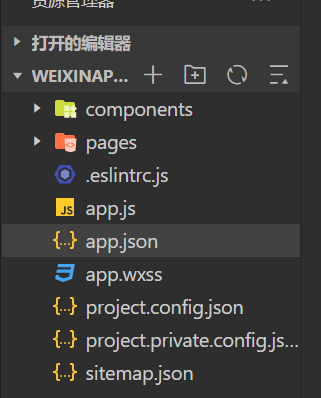 资源管理器
打开的编辑器
WEIXINAP...
components
pages
.eslintrc.js
JS app.js
{...} app.json
app.wxss
{...} project.config.json
{...} project.private.config.js...
{...} sitemap.json